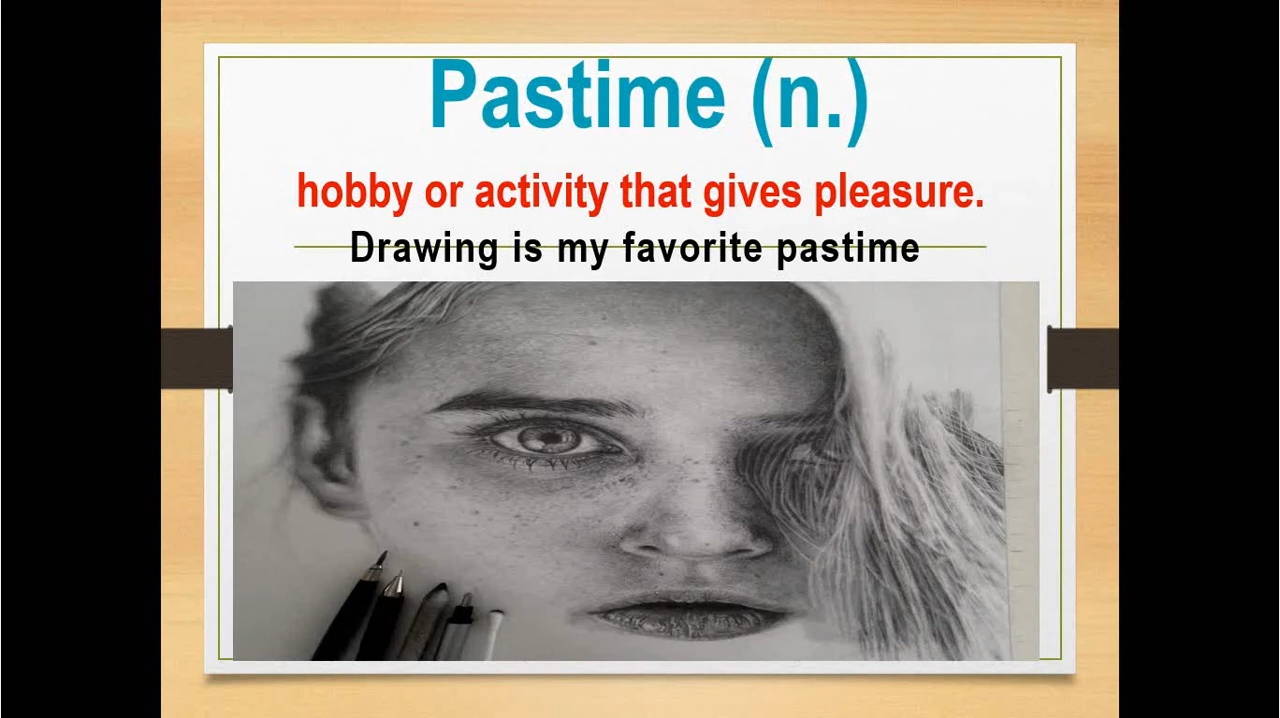 Pastime (n.)
hobby or activity that gives pleasure.
Drawing is my favorite pastime